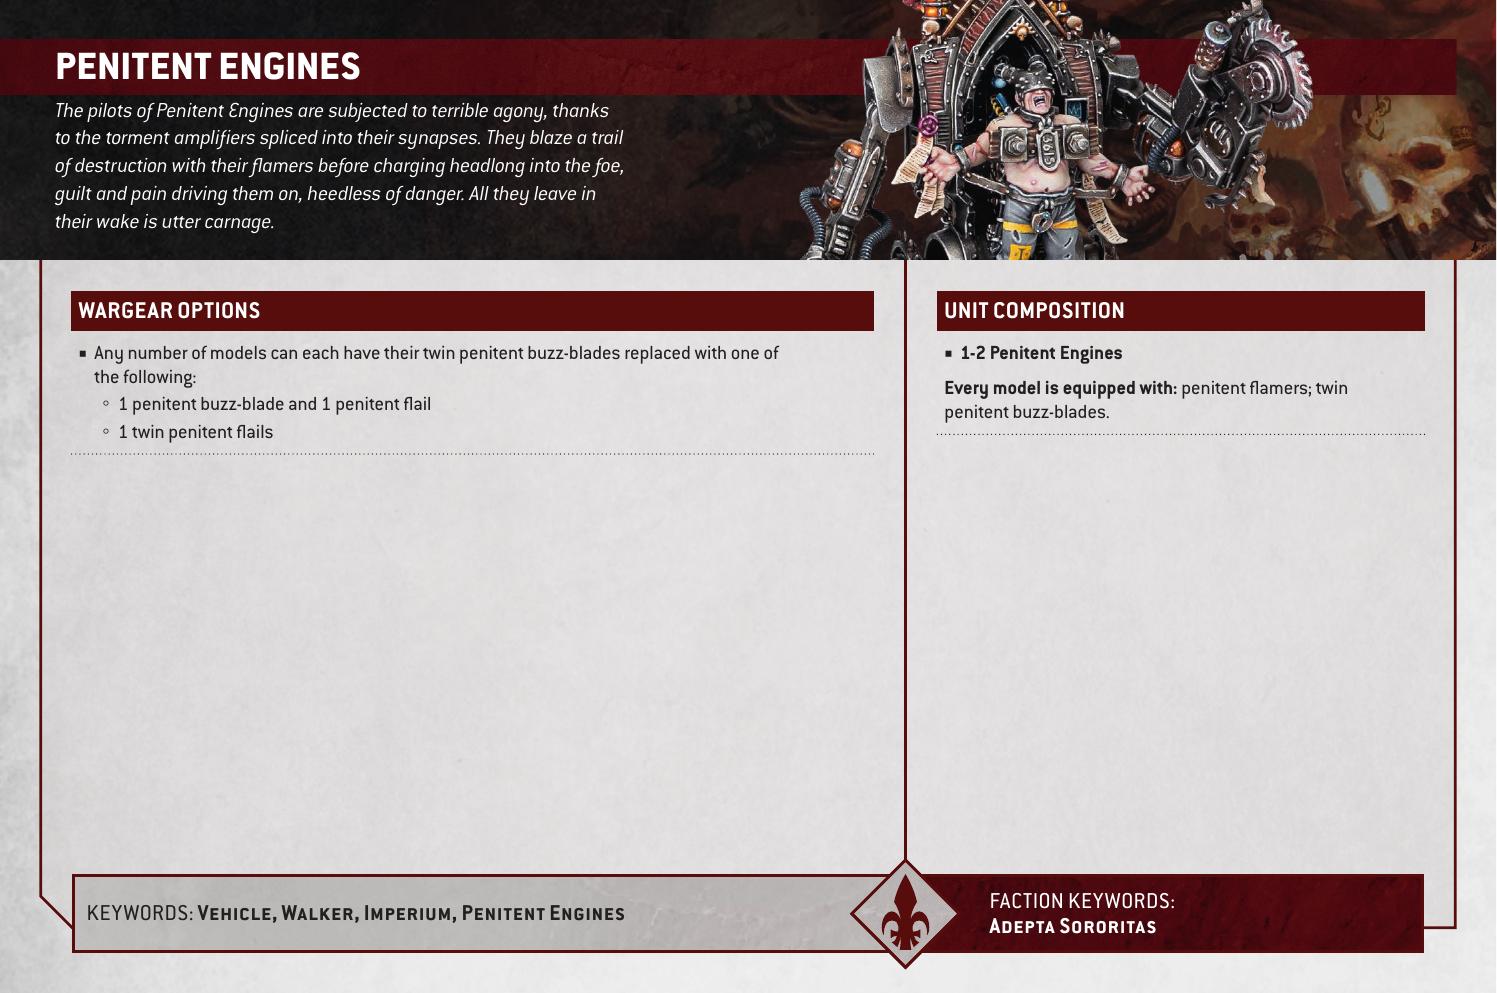 PENITENT ENGINES
The pilots of Penitent Engines are subjected to terrible agony, thanks
to the torment amplifiers spliced into their synapses. They blaze a trail
of destruction with their flamers before charging headlong into the foe,
guilt and pain driving them on, heedless of danger. All they leave in
their wake is utter carnage.
WARGEAR OPTIONS
■ Any number of models can each have their twin penitent buzz-blades replaced with one of
the following:
◦ 1 penitent buzz-blade and 1 penitent flail
◦ 1 twin penitent flails
UNIT COMPOSITION
■ 1-2 Penitent Engines
Every model is equipped with: penitent flamers; twin
penitent buzz-blades.
KEYWORDS: Vehicle, Walker, Imperium, Penitent Engines
FACTION KEYWORDS:
Adepta Sororitas